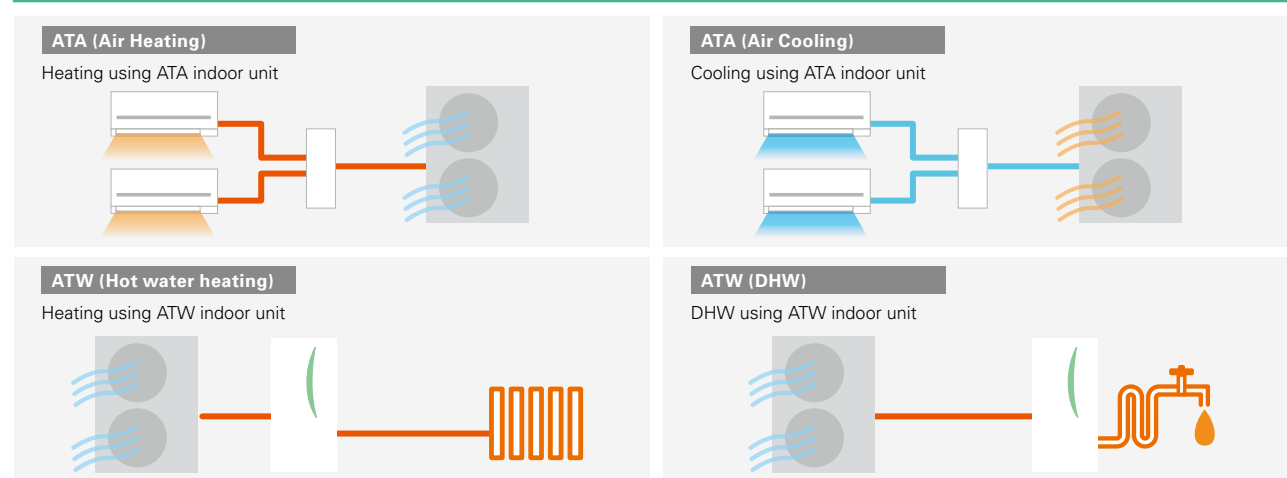 ATA (Air Heating)
Heating using ATA indoor unit
ATA (Air Cooling)
Cooling using ATA indoor unit
ATW (Hot water heating)
Heating using ATW indoor unit
ATW (DHW)
DHW using ATW indoor unit